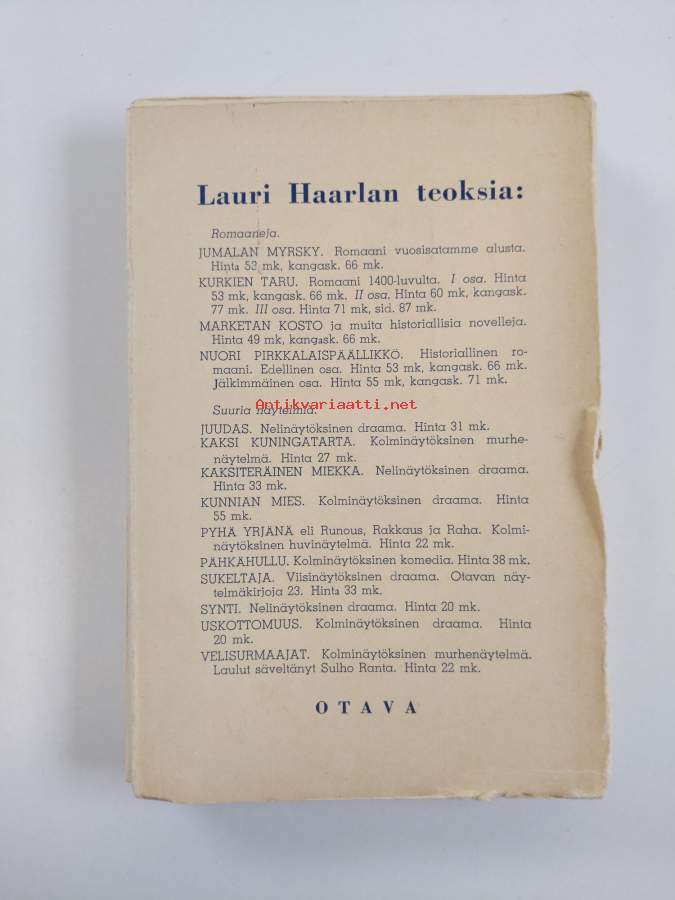 Lauri Haarlan teoksia:
Romaaneja.
JUMALAN MYRSKY. Romaani vuosisatamme alusta.
Hinta 53 mk, kangask. 66 mk.
KURKIEN TARU. Romaani 1400-luvulta. I osa. Hinta
53 mk, kangask. 66 mk. II osa. Hinta 60 mk, kangask.
77 mk. III osa. Hinta 71 mk, sid. 87 mk.
MARKETAN KOSTO ja muita historiallisia novelleja.
Hinta 49 mk, kangask. 66 mk.
NUORI PIRKKALAISPÄÄLLIKKÖ. Historiallinen ro-
maani. Edellinen osa. Hinta 53 mk, kangask. 66 mk.
Jälkimmäinen osa. Hinta 55 mk, kangask. 71 mk.
Antikvariaatti.net
Suuria näytelmiä.
JUUDAS. Nelinäytöksinen draama. Hinta 31 mk.
KAKSI KUNINGATARTA. Kolminäytöksinen murhe-
näytelmä. Hinta 27 mk.
KAKSITERÄINEN MIEKKA. Nelinäytöksinen draama.
Hinta 33 mk.
KUNNIAN MIES. Kolminäytöksinen draama. Hinta
55 mk.
PYHÄ YRJÄNÄ eli Runous, Rakkaus ja Raha. Kolmi-
näytöksinen huvinäytelmä. Hinta 22 mk.
PÄHKÄHULLU. Kolminäytöksinen komedia. Hinta 38 mk.
SUKELTAJA. Viisinäytöksinen draama. Otavan näy-
telmäkirjoja 23. Hinta 33 mk.
SYNTI. Nelinäytöksinen draama. Hinta 20 mk.
USKOTTOMUUS. Kolminäytöksinen draama. Hinta
20 mk.
VELISURMAAJAT. Kolminäytöksinen murhenäytelmä.
Laulut säveltänyt Sulho Ranta. Hinta 22 mk.
OTAVA